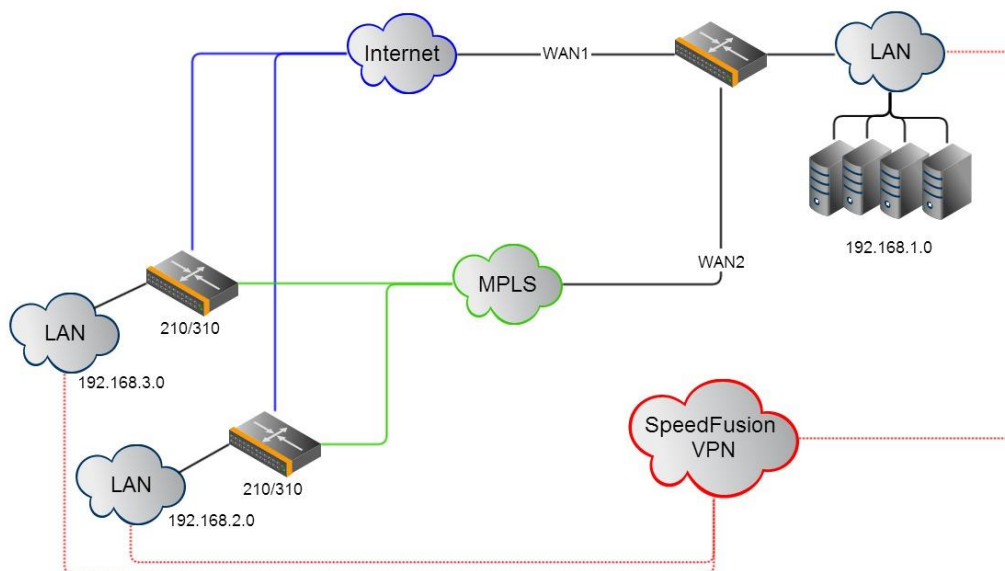 Internet
WAN1
LAN
192.168.1.0
WAN2
MPLS
210/310
LAN
192.168.3.0
SpeedFusion
VPN
LAN
210/310
192.168.2.0